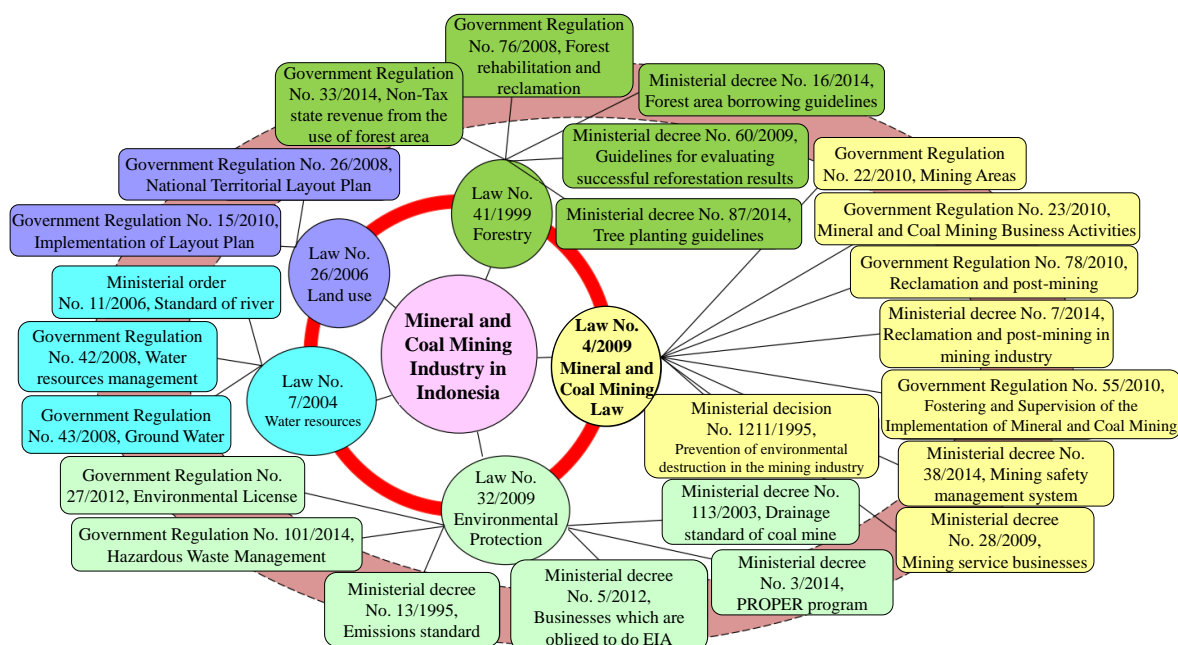 Government Regulation
No. 76/2008, Forest
rehabilitation and
reclamation
Government Regulation
No. 33/2014, Non-Tax
state revenue from the
use of forest area
Ministerial decree No. 16/2014,
Forest area borrowing guidelines
Ministerial decree No. 60/2009,
Guidelines for evaluating
successful reforestation results
Ministerial decree No. 87/2014,
Tree planting guidelines
Law No.
41/1999
Forestry
Government Regulation No. 26/2008,
National Territorial Layout Plan
Government Regulation No. 15/2010,
Implementation of Layout Plan
Law No.
26/2006
Land use
Ministerial order
No. 11/2006, Standard of river
Government Regulation
No. 42/2008, Water
resources management
Government Regulation
No. 43/2008, Ground Water
Law No.
7/2004
Water resources
Mineral and
Coal Mining
Industry in
Indonesia
Law No.
4/2009
Mineral and
Coal Mining
Law
Government Regulation
No. 22/2010, Mining Areas
Government Regulation No. 23/2010,
Mineral and Coal Mining Business Activities
Government Regulation No. 78/2010,
Reclamation and post-mining
Ministerial decree No. 7/2014,
Reclamation and post-mining in
mining industry
Government Regulation No. 55/2010,
Fostering and Supervision of the
Implementation of Mineral and Coal Mining
Ministerial decision
No. 1211/1995,
Prevention of environmental
destruction in the mining industry
Ministerial decree No.
38/2014, Mining safety
management system
Ministerial decree
No. 28/2009,
Mining service businesses
Law No.
32/2009
Environmental
Protection
Government Regulation No.
27/2012, Environmental License
Government Regulation No. 101/2014,
Hazardous Waste Management
Ministerial decree
No. 13/1995,
Emissions standard
Ministerial decree
No. 5/2012,
Businesses which are
obliged to do EIA
Ministerial decree No.
113/2003, Drainage
standard of coal mine
Ministerial decree
No. 3/2014,
PROPER program